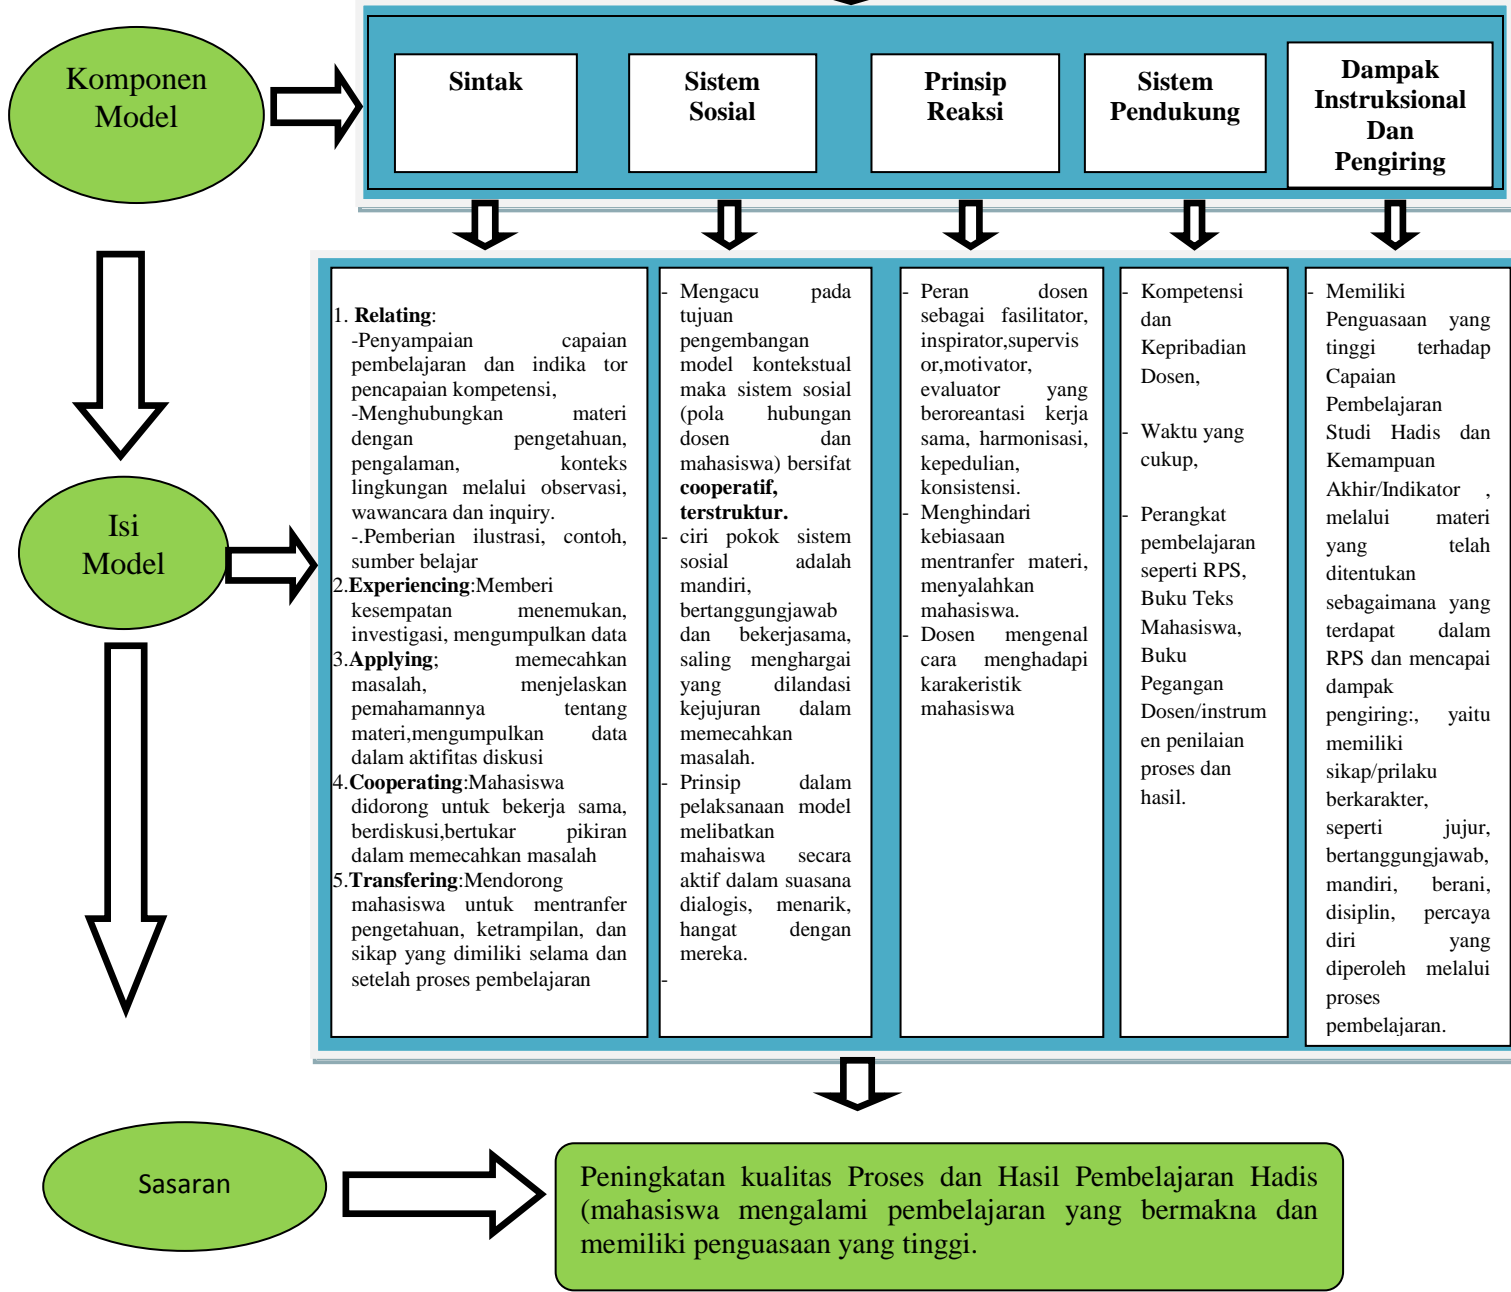 Komponen
Model
Sintak
Sistem
Sosial
Prinsip
Reaksi
Sistem
Pendukung
Dampak
Instruksional
Dan
Pengiring
Isi
Model
1. Relating:
-Penyampaian capaian
pembelajaran dan indika tor
pencapaian kompetensi,
-Menghubungkan materi
dengan pengetahuan,
pengalaman, konteks
lingkungan melalui observasi,
wawancara dan inquiry.
-.Pemberian ilustrasi, contoh,
sumber belajar
2.Experiencing:Memberi
kesempatan menemukan,
investigasi, mengumpulkan data
3.Applying; memecahkan
masalah, menjelaskan
pemahamannya tentang
materi,mengumpulkan data
dalam aktifitas diskusi
4.Cooperating:Mahasiswa
didorong untuk bekerja sama,
berdiskusi,bertukar pikiran
dalam memecahkan masalah
5.Transfering:Mendorong
mahasiswa untuk mentranfer
pengetahuan, ketrampilan, dan
sikap yang dimiliki selama dan
setelah proses pembelajaran
- Mengacu pada
tujuan
pengembangan
model kontekstual
maka sistem sosial
(pola hubungan
dosen dan
mahasiswa) bersifat
cooperatif,
terstruktur.
- ciri pokok sistem
sosial adalah
mandiri,
bertanggungjawab
dan bekerjasama,
saling menghargai
yang dilandasi
kejujuran dalam
memecahkan
masalah.
- Prinsip dalam
pelaksanaan model
melibatkan
mahaiswa secara
aktif dalam suasana
dialogis, menarik,
hangat dengan
mereka.
-
- Peran dosen
sebagai fasilitator,
inspirator,supervis
or,motivator,
evaluator yang
beroreantasi kerja
sama, harmonisasi,
kepedulian,
konsistensi.
- Menghindari
kebiasaan
mentranfer materi,
menyalahkan
mahasiswa.
- Dosen mengenal
cara menghadapi
karakeristik
mahasiswa
- Kompetensi
dan
Kepribadian
Dosen,
- Waktu yang
cukup,
- Perangkat
pembelajaran
seperti RPS,
Buku Teks
Mahasiswa,
Buku
Pegangan
Dosen/instrum
en penilaian
proses dan
hasil.
- Memiliki
Penguasaan yang
tinggi terhadap
Capaian
Pembelajaran
Studi Hadis dan
Kemampuan
Akhir/Indikator ,
melalui materi
yang telah
ditentukan
sebagaimana yang
terdapat dalam
RPS dan mencapai
dampak
pengiring:, yaitu
memiliki
sikap/prilaku
berkarakter,
seperti jujur,
bertanggungjawab,
mandiri, berani,
disiplin, percaya
diri yang
diperoleh melalui
proses
pembelajaran.
Sasaran
Peningkatan kualitas Proses dan Hasil Pembelajaran Hadis
(mahasiswa mengalami pembelajaran yang bermakna dan
memiliki penguasaan yang tinggi.